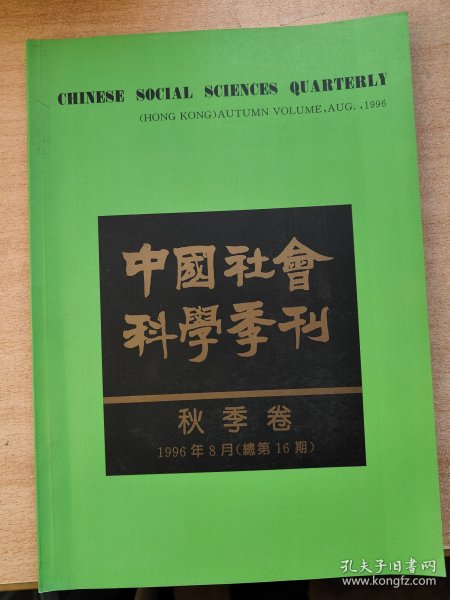 CHINESE SOCIAL SCIENCES QUARTERLY
(HONG KONG)AUTUMN VOLUME,AUG.,1996
中國社會
科學季刊
秋季卷
1996年8月(總第16期)
孔夫子旧书网
www.kongfz.com